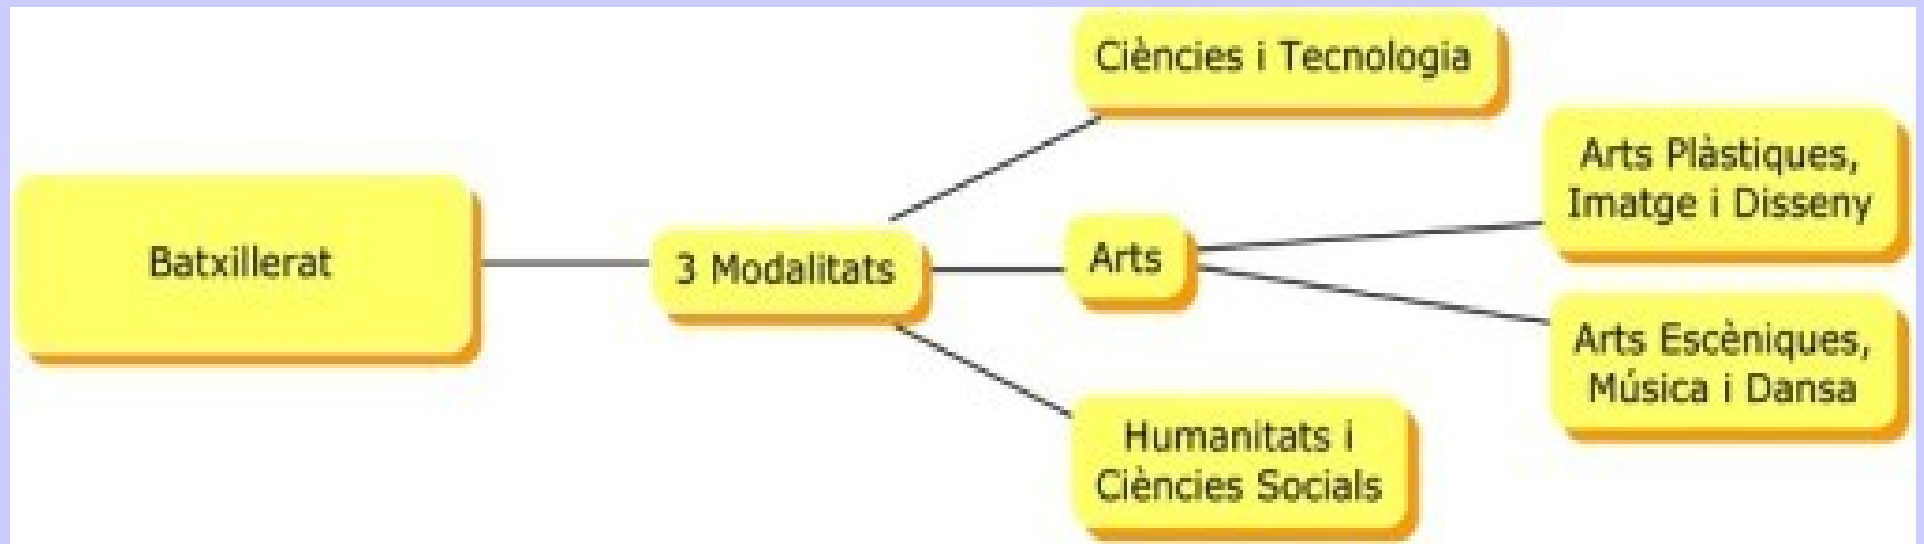 Batxillerat
3 Modalitats
Ciències i Tecnologia
Arts
Arts Plàstiques,
Imatge i Disseny
Arts Escèniques,
Música i Dansa
Humanitats i
Ciències Socials